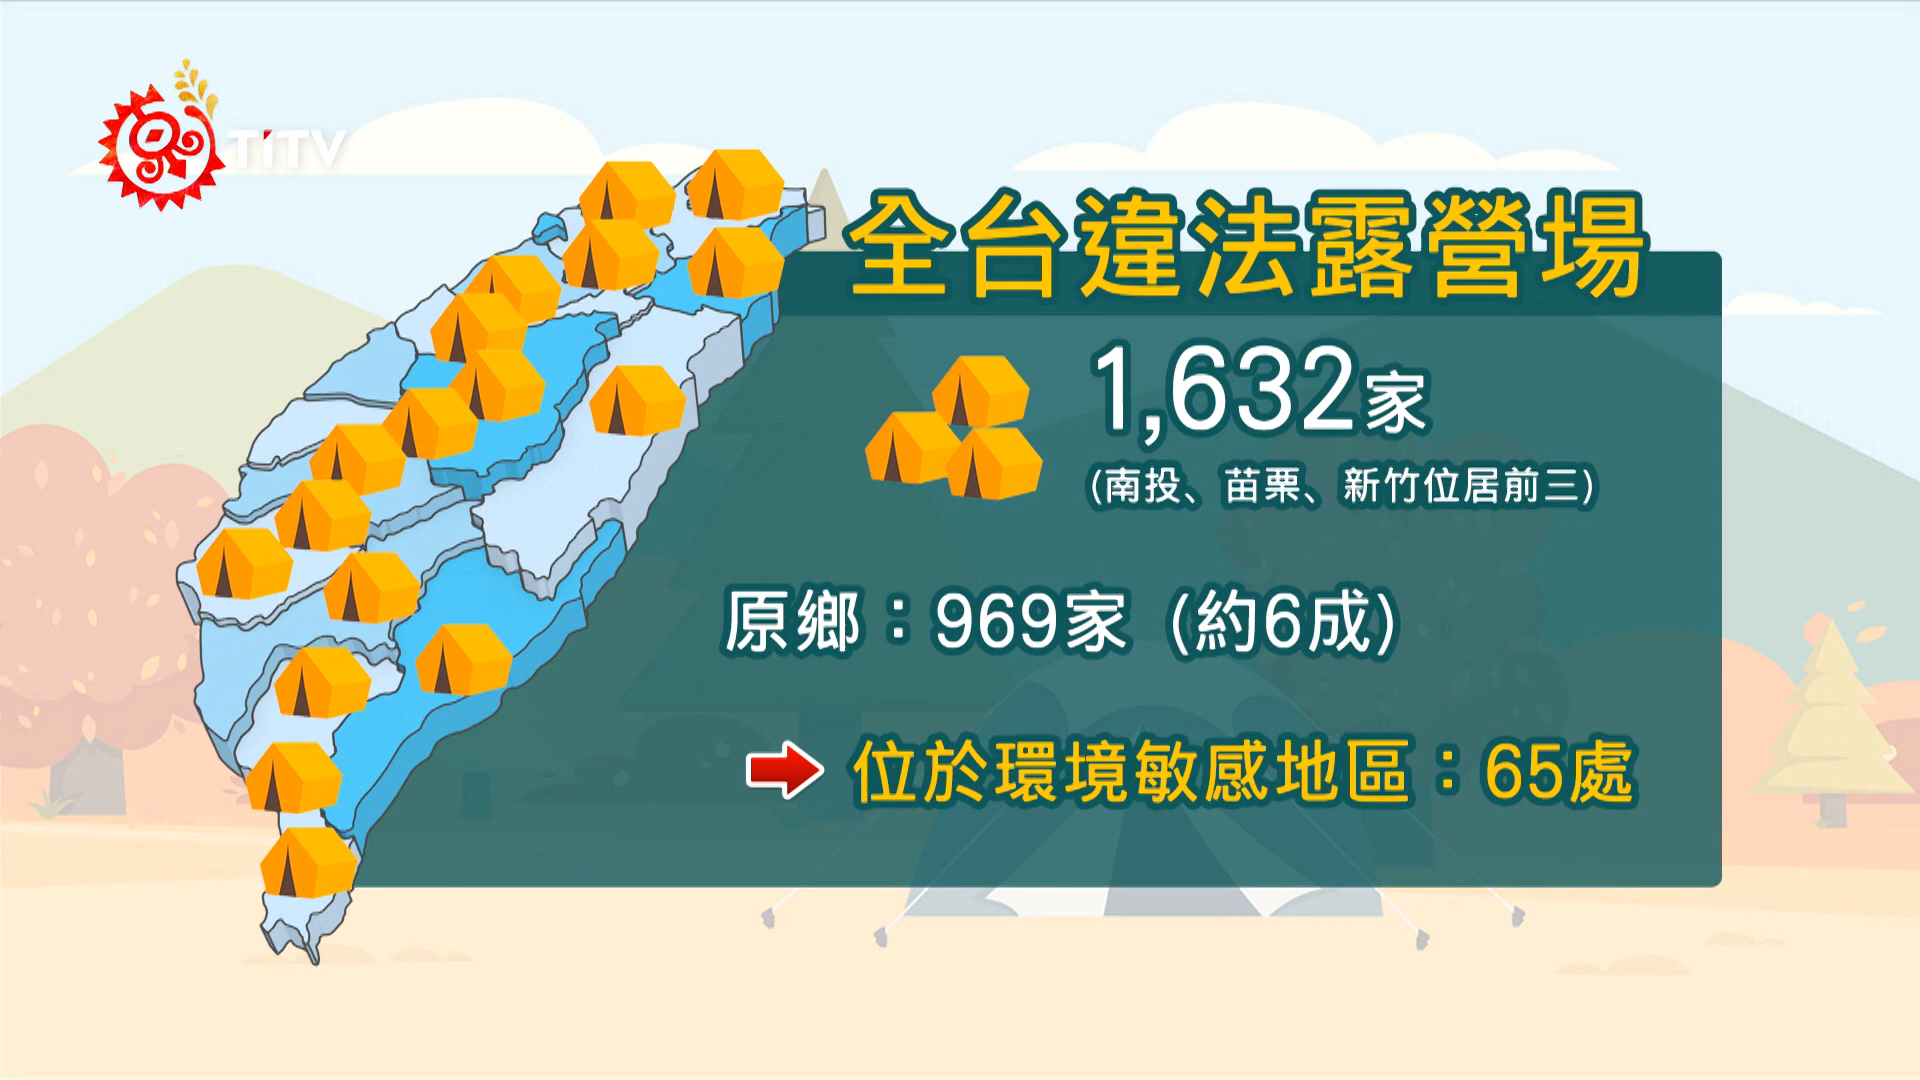 TiTV
全台違法露營場
1,632家
(南投、苗栗、新竹位居前三)
原鄉：969家 (約6成)
位於環境敏感地區：65處